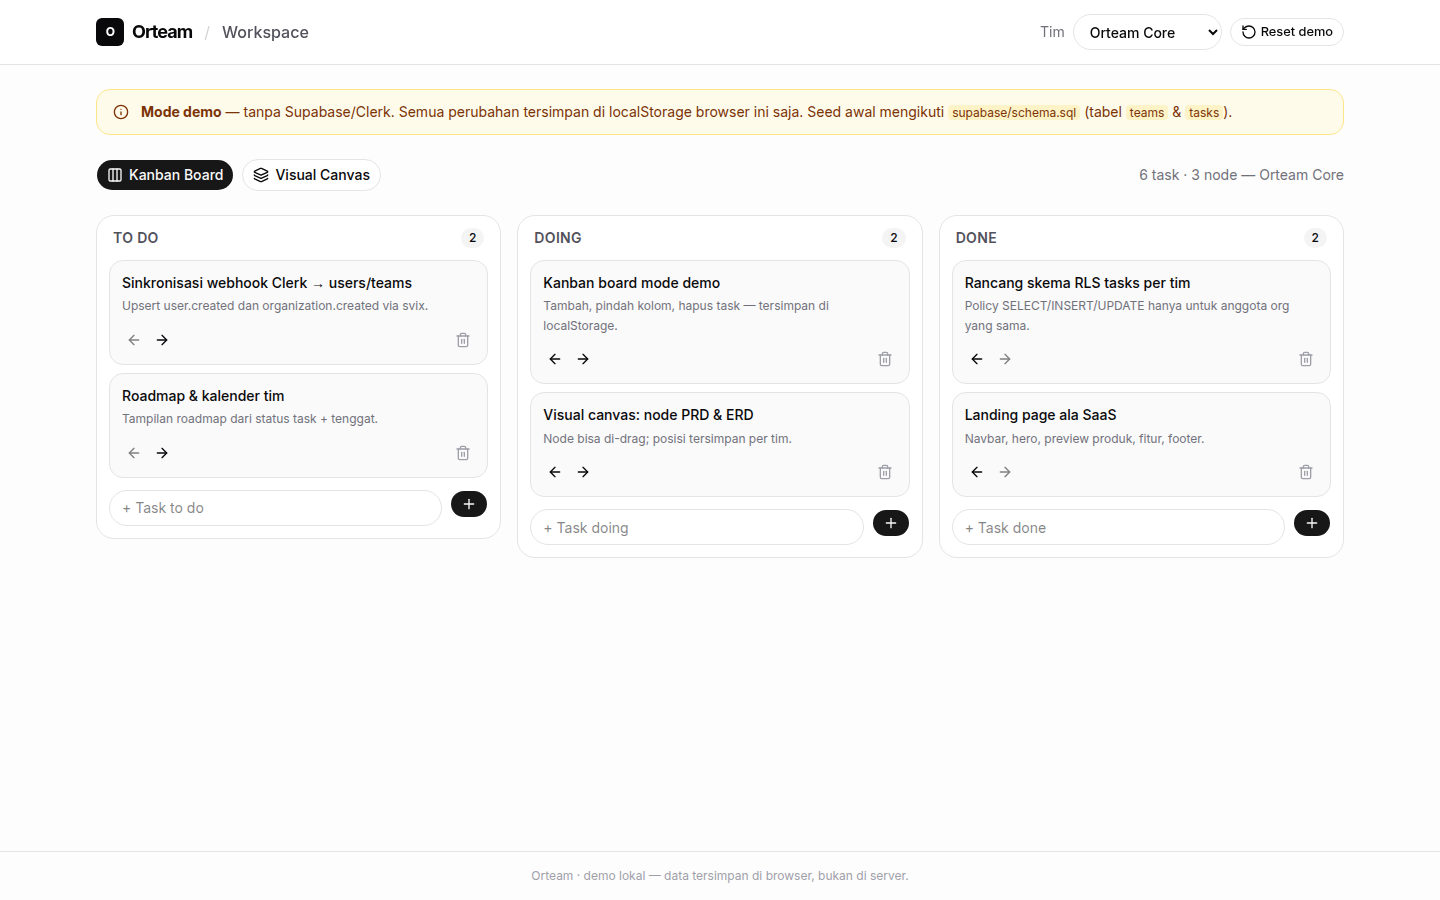 O Orteam / Workspace
Tim Orteam Core Reset demo
Mode demo — tanpa Supabase/Clerk. Semua perubahan tersimpan di localStorage browser ini saja. Seed awal mengikuti supabase/schema.sql (tabel teams & tasks ).
Kanban Board Visual Canvas
6 task · 3 node — Orteam Core
TO DO 2
Sinkronisasi webhook Clerk → users/teams
Upsert user.created dan organization.created via svix.
Roadmap & kalender tim
Tampilan roadmap dari status task + tenggat.
+ Task to do
DOING 2
Kanban board mode demo
Tambah, pindah kolom, hapus task — tersimpan di
localStorage.
Visual canvas: node PRD & ERD
Node bisa di-drag; posisi tersimpan per tim.
+ Task doing
DONE 2
Rancang skema RLS tasks per tim
Policy SELECT/INSERT/UPDATE hanya untuk anggota org
yang sama.
Landing page ala SaaS
Navbar, hero, preview produk, fitur, footer.
+ Task done
Orteam · demo lokal — data tersimpan di browser, bukan di server.